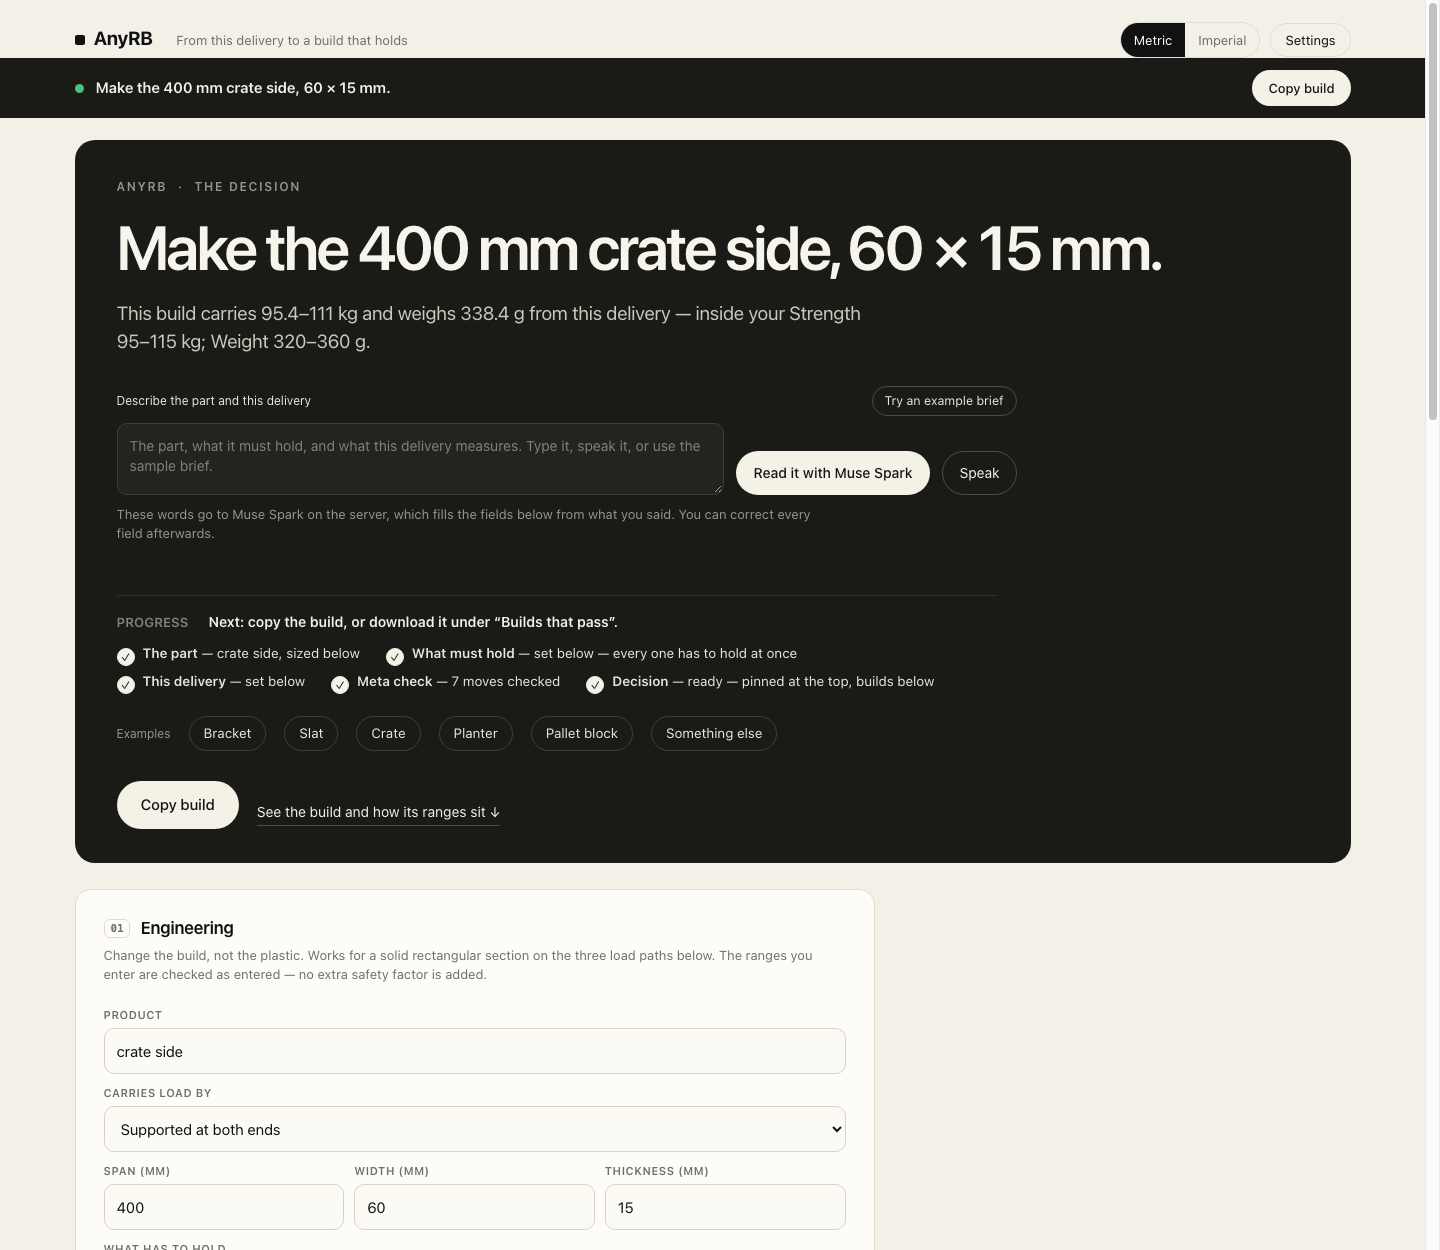 AnyRB From this delivery to a build that holds Metric Imperial Settings
Make the 400 mm crate side, 60 × 15 mm. Copy build
ANYRB · THE DECISION
Make the 400 mm crate side, 60 × 15 mm.
This build carries 95.4–111 kg and weighs 338.4 g from this delivery — inside your Strength
95–115 kg; Weight 320–360 g.
Describe the part and this delivery Try an example brief
The part, what it must hold, and what this delivery measures. Type it, speak it, or use the
sample brief.
Read it with Muse Spark Speak
These words go to Muse Spark on the server, which fills the fields below from what you said. You can correct every
field afterwards.
PROGRESS Next: copy the build, or download it under “Builds that pass”.
The part — crate side, sized below What must hold — set below — every one has to hold at once
This delivery — set below Meta check — 7 moves checked Decision — ready — pinned at the top, builds below
Examples Bracket Slat Crate Planter Pallet block Something else
Copy build See the build and how its ranges sit ↓
01 Engineering
Change the build, not the plastic. Works for a solid rectangular section on the three load paths below. The ranges you
enter are checked as entered — no extra safety factor is added.
PRODUCT
crate side
CARRIES LOAD BY
Supported at both ends
SPAN (MM) WIDTH (MM) THICKNESS (MM)
400 60 15
WHAT HAS TO HOLD